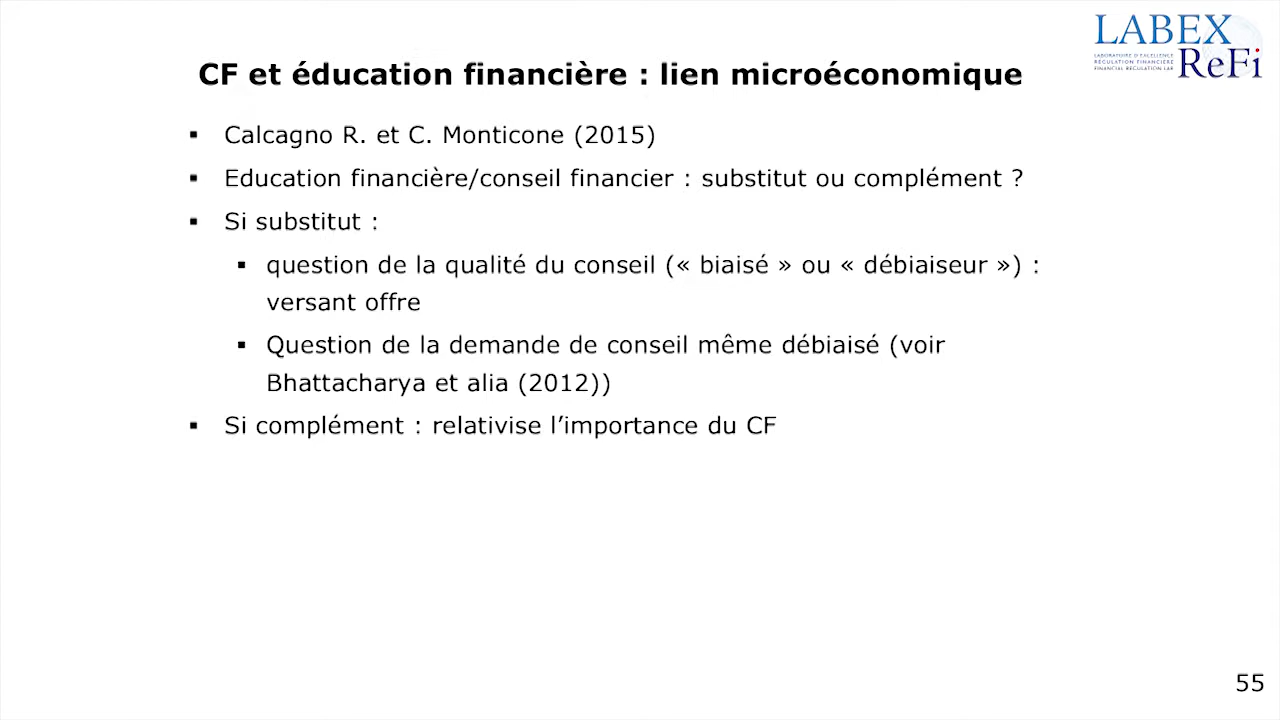 LABEX
LABORATOIRE D'EXCELLENCE
RÉGULATION FINANCIÈRE
FINANCIAL REGULATION LAB
ReFi
CF et éducation financière : lien microéconomique
▪ Calcagno R. et C. Monticone (2015)
▪ Education financière/conseil financier : substitut ou complément ?
▪ Si substitut :
▪ question de la qualité du conseil (« biaisé » ou « débiaiseur ») :
versant offre
▪ Question de la demande de conseil même débiaisé (voir
Bhattacharya et alia (2012))
▪ Si complément : relativise l’importance du CF
55